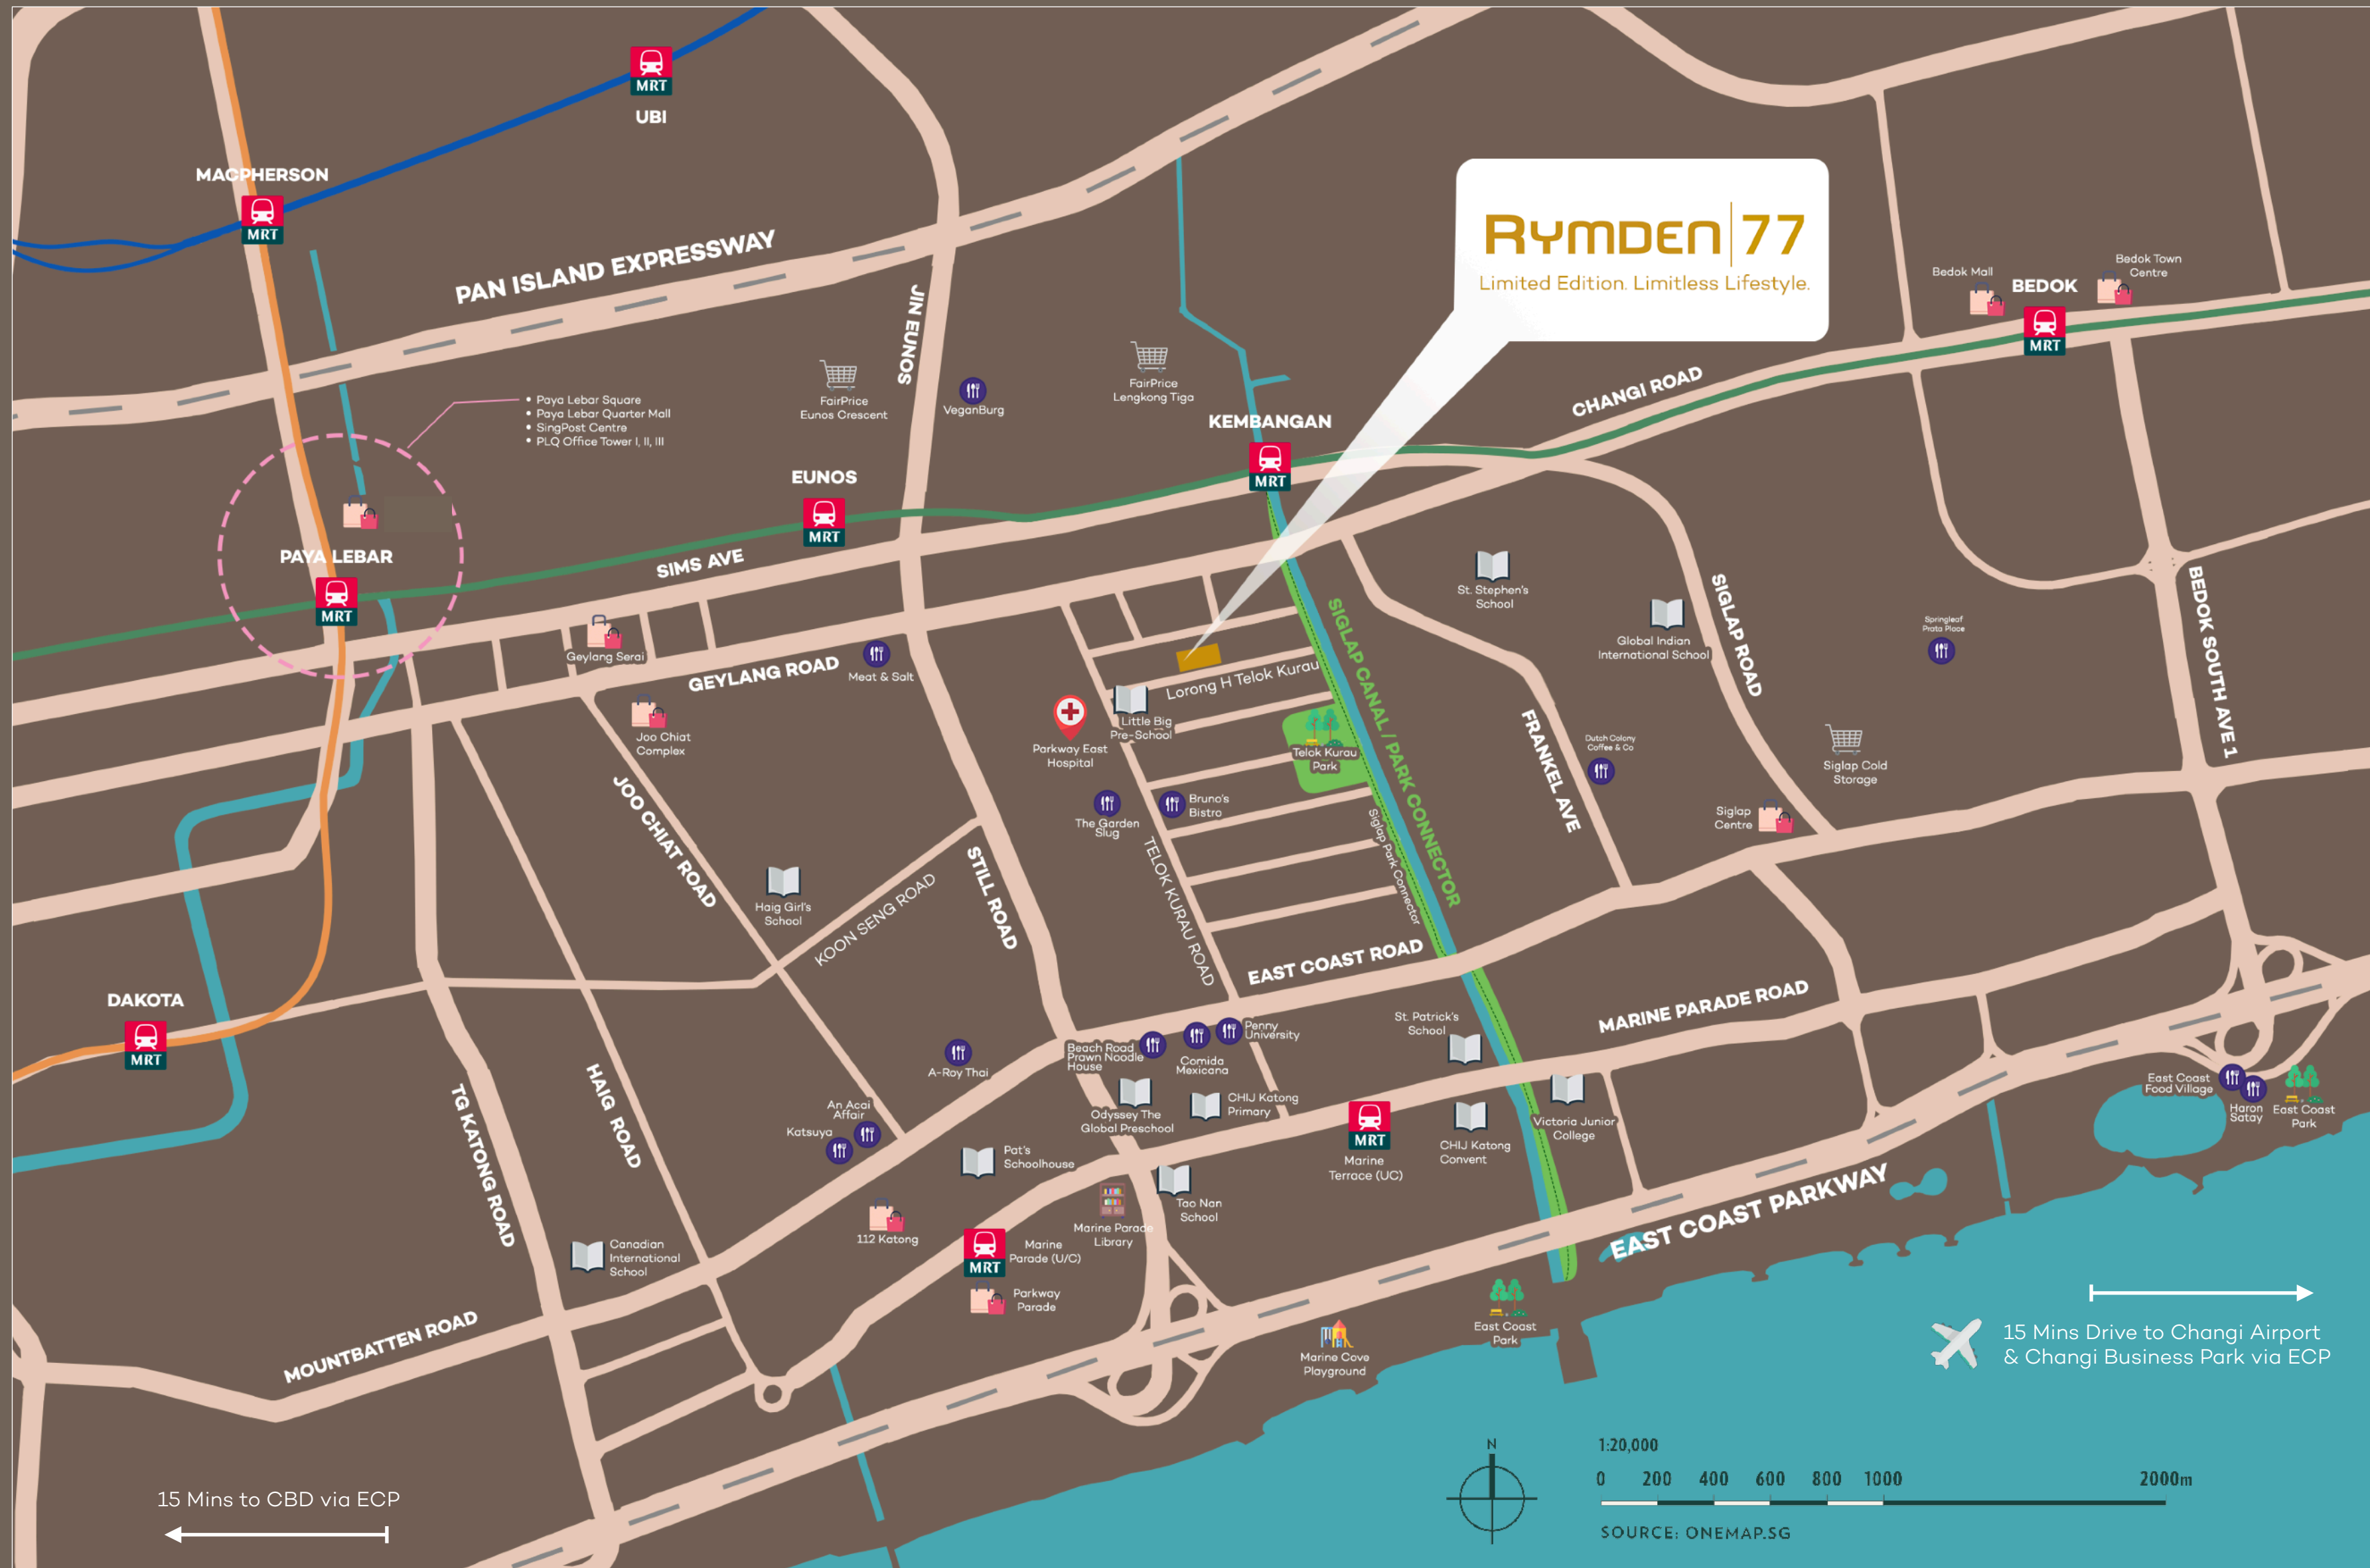 MRT
UBI
MACPHERSON
MRT
PAN ISLAND EXPRESSWAY
RYMDEN|77
Limited Edition. Limitless Lifestyle.
Bedok Mall
BEDOK
Bedok Town
Centre
MRT
JIN EUNOS
• Paya Lebar Square
• Paya Lebar Quarter Mall
• SingPost Centre
• PLQ Office Tower I, II, III
FairPrice
Eunos Crescent
VeganBurg
FairPrice
Lengkong Tiga
CHANGI ROAD
KEMBANGAN
MRT
EUNOS
MRT
PAYA LEBAR
MRT
SIMS AVE
Geylang Serai
GEYLANG ROAD
Meat & Salt
Joo Chiat
Complex
Parkway East
Hospital
Little Big
Pre-School
Lorong H Telok Kurau
Telok Kurau
Park
SIGLAP CANAL / PARK CONNECTOR
Siglap Park Connector
St. Stephen's
School
Global Indian
International School
SIGLAP ROAD
Springleaf
Prata Place
BEDOK SOUTH AVE 1
FRANKEL AVE
Dutch Colony
Coffee & Co
Siglap Cold
Storage
Siglap
Centre
JOO CHIAT ROAD
Haig Girl's
School
KOON SENG ROAD
STILL ROAD
The Garden
Slug
Bruno's
Bistro
TELOK KURAU ROAD
EAST COAST ROAD
MARINE PARADE ROAD
DAKOTA
MRT
TG KATONG ROAD
HAIG ROAD
A-Roy Thai
An Acai
Affair
Katsuya
Beach Road
Prawn Noodle
House
Comida
Mexicana
Penny
University
Odyssey The
Global Preschool
CHIJ Katong
Primary
St. Patrick's
School
MRT
Marine
Terrace (UC)
CHIJ Katong
Convent
Victoria Junior
College
East Coast
Food Village
Haron
Satay
East Coast
Park
Pat's
Schoolhouse
Tao Nan
School
Marine Parade
Library
112 Katong
MRT
Marine
Parade (U/C)
Parkway
Parade
Canadian
International
School
MOUNTBATTEN ROAD
EAST COAST PARKWAY
East Coast
Park
Marine Cove
Playground
15 Mins Drive to Changi Airport
& Changi Business Park via ECP
15 Mins to CBD via ECP
N
1:20,000
0 200 400 600 800 1000 2000m
SOURCE: ONEMAP.SG